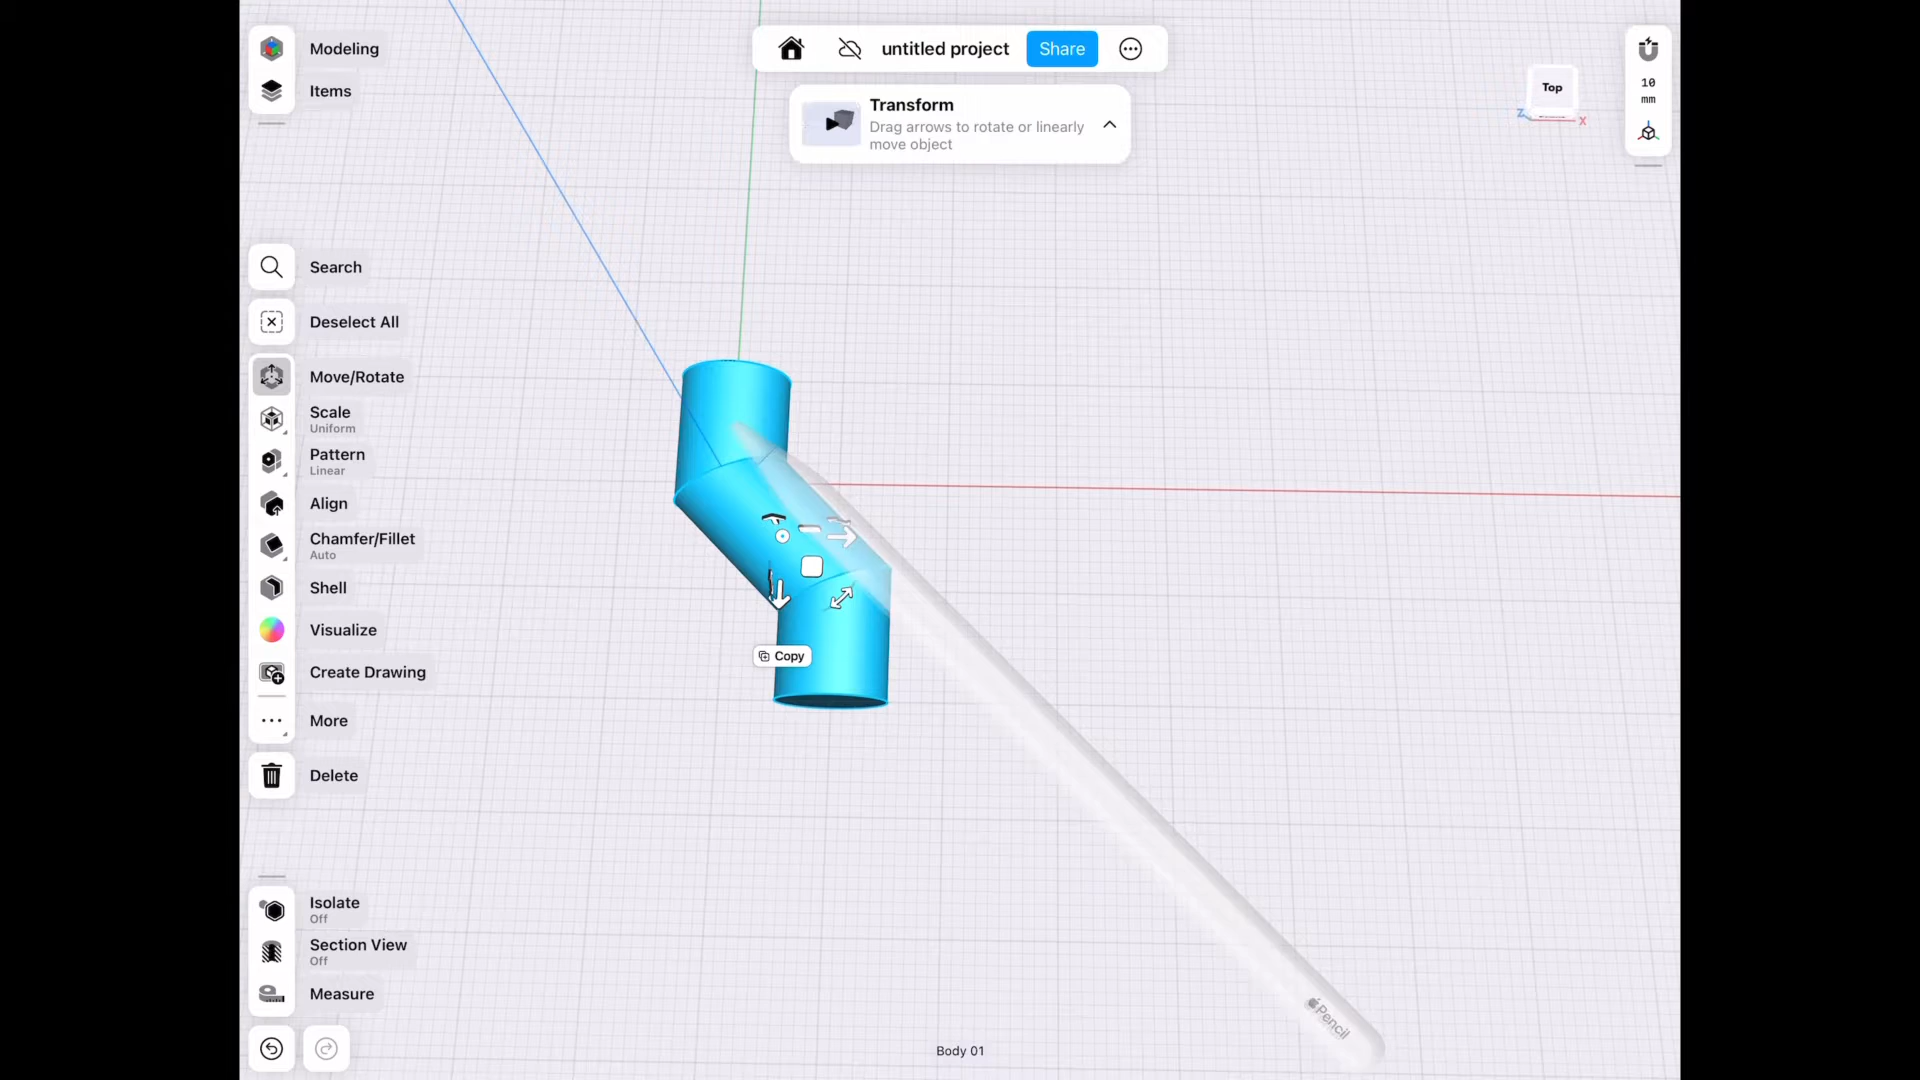 Modeling
Items
untitled project
Share
Transform
Drag arrows to rotate or linearly
move object
Top
Z
X
10
mm
Search
Deselect All
Move/Rotate
Scale
Uniform
Pattern
Linear
Align
Chamfer/Fillet
Auto
Shell
Visualize
Create Drawing
More
Delete
Copy
Isolate
Off
Section View
Off
Measure
Pencil
Body 01